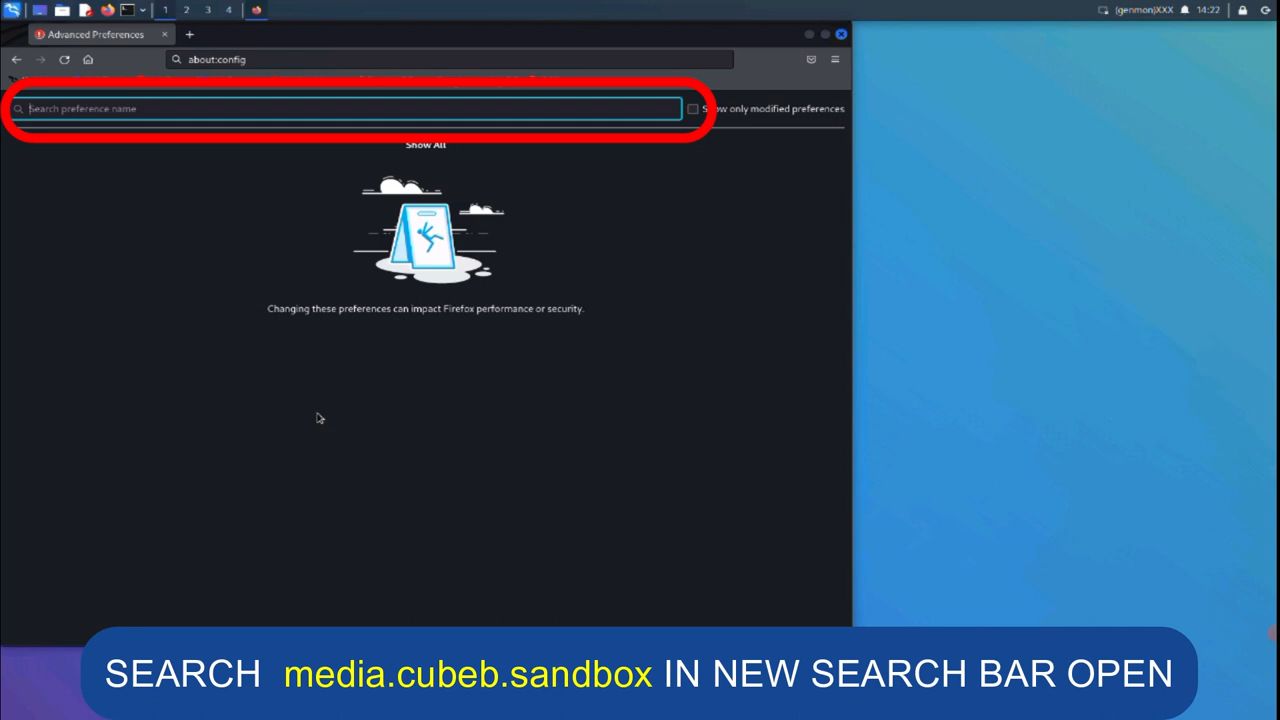 1 2 3 4 (genmon)XXX 14:22
Advanced Preferences
about:config
Search preference name
ow only modified preferences
Show All
Changing these preferences can impact Firefox performance or security.
SEARCH media.cubeb.sandbox IN NEW SEARCH BAR OPEN